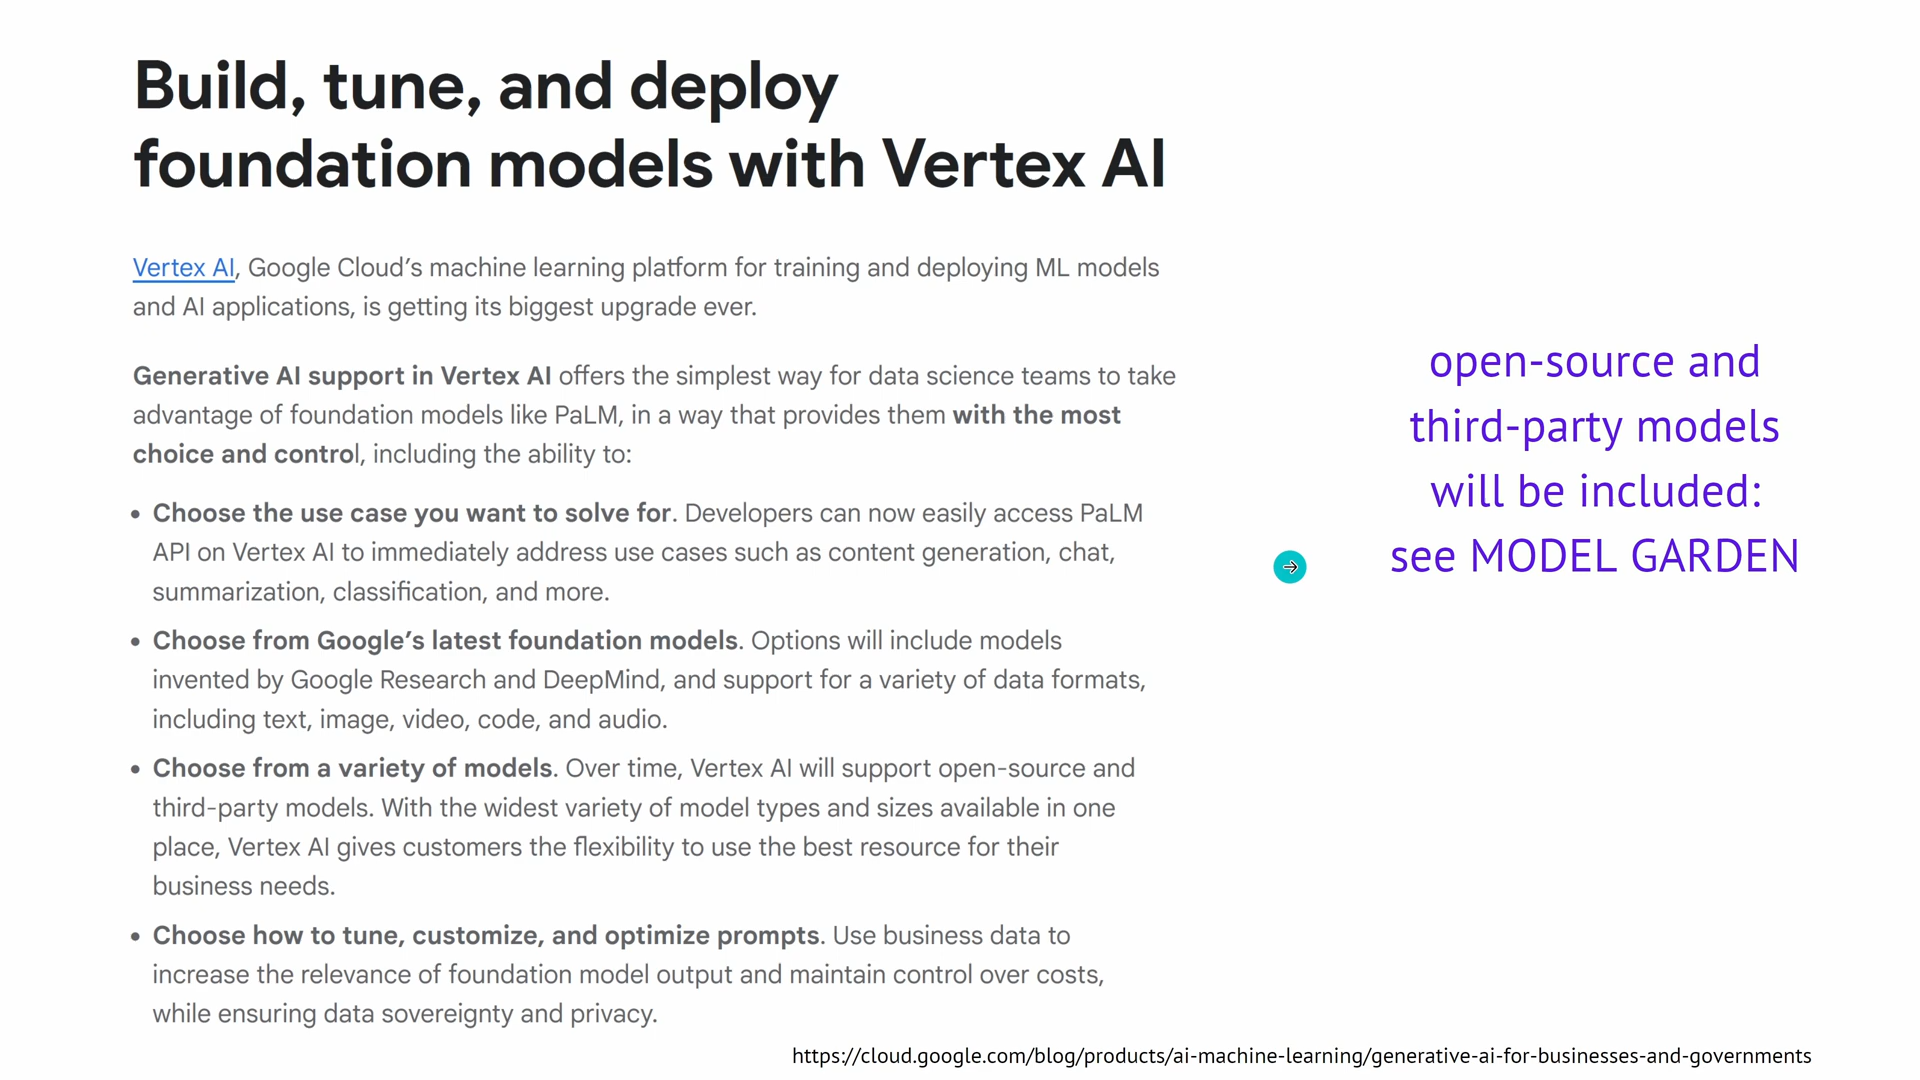 Build, tune, and deploy
foundation models with Vertex AI
Vertex AI, Google Cloud’s machine learning platform for training and deploying ML models
and AI applications, is getting its biggest upgrade ever.
Generative AI support in Vertex AI offers the simplest way for data science teams to take
advantage of foundation models like PaLM, in a way that provides them with the most
choice and control, including the ability to:
• Choose the use case you want to solve for. Developers can now easily access PaLM
API on Vertex AI to immediately address use cases such as content generation, chat,
summarization, classification, and more.
• Choose from Google’s latest foundation models. Options will include models
invented by Google Research and DeepMind, and support for a variety of data formats,
including text, image, video, code, and audio.
• Choose from a variety of models. Over time, Vertex AI will support open-source and
third-party models. With the widest variety of model types and sizes available in one
place, Vertex AI gives customers the flexibility to use the best resource for their
business needs.
• Choose how to tune, customize, and optimize prompts. Use business data to
increase the relevance of foundation model output and maintain control over costs,
while ensuring data sovereignty and privacy.
open-source and
third-party models
will be included:
see MODEL GARDEN
https://cloud.google.com/blog/products/ai-machine-learning/generative-ai-for-businesses-and-governments